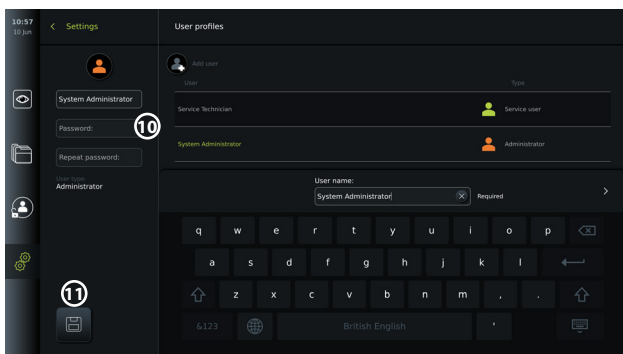 10:57
10 Jun
Settings
User profiles
Add user
User
Type
System Administrator
Service Technician
Service user
Password:
10
System Administrator
Administrator
Repeat password:
User type:
Administrator
User name:
System Administrator
Required
q w e r t y u i o p
a s d f g h j k l
11
z x c v b n m , .
&123
British English
'